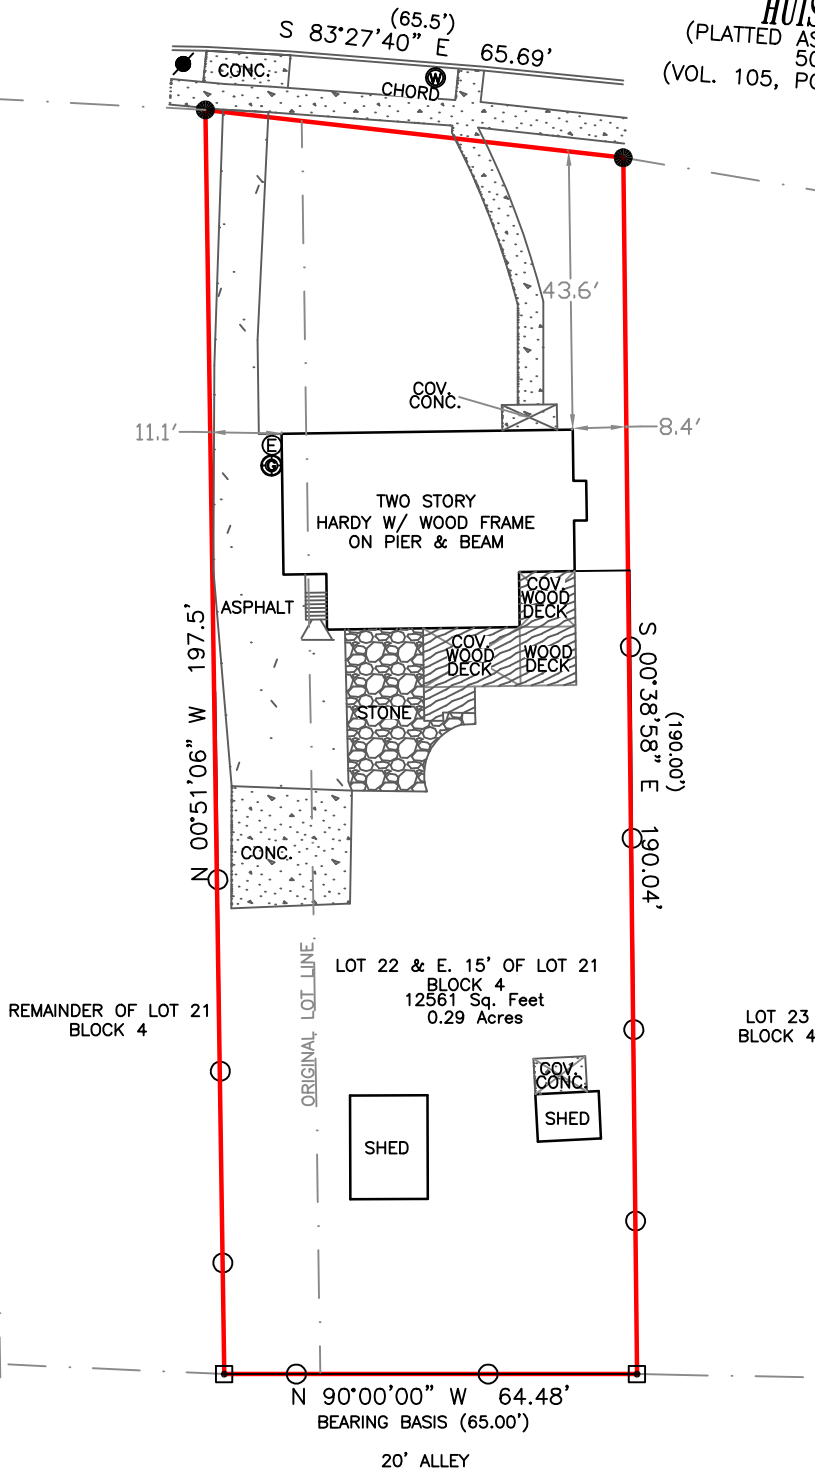 (65.5')
S 83°27'40" E 65.69'
(PLATTED AS
50
(VOL. 105, PG
CONC.
W
CHORD
43.6'
COV.
CONC.
11.1'
8.4'
E
G
TWO STORY
HARDY W/ WOOD FRAME
ON PIER & BEAM
ASPHALT
COV.
WOOD
DECK
COV.
WOOD
DECK
WOOD
DECK
STONE
N 00°51'06" W 197.5'
S 00°38'58" E 190.04'
(190.00')
CONC.
ORIGINAL LOT LINE.
LOT 22 & E. 15' OF LOT 21
BLOCK 4
12561 Sq. Feet
0.29 Acres
REMAINDER OF LOT 21
BLOCK 4
LOT 23
BLOCK 4
COV.
CONC.
SHED
SHED
N 90°00'00" W 64.48'
BEARING BASIS (65.00')
20' ALLEY